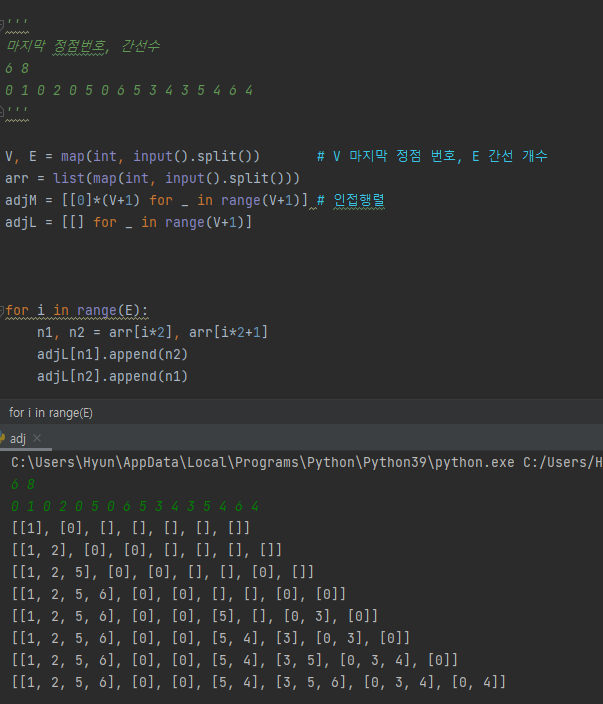 '''
마지막 정점번호, 간선수
6 8
0 1 0 2 0 5 0 6 5 3 4 3 5 4 6 4
'''
V, E = map(int, input().split())       # V 마지막 정점 번호, E 간선 개수
arr = list(map(int, input().split()))
adjM = [[0]*(V+1) for _ in range(V+1)] # 인접행렬
adjL = [[] for _ in range(V+1)]
for i in range(E):
    n1, n2 = arr[i*2], arr[i*2+1]
    adjL[n1].append(n2)
    adjL[n2].append(n1)
for i in range(E)
adj ×
C:\Users\Hyun\AppData\Local\Programs\Python\Python39\python.exe C:/Users/H
6 8
0 1 0 2 0 5 0 6 5 3 4 3 5 4 6 4
[[1], [0], [], [], [], [], []]
[[1, 2], [0], [0], [], [], [], []]
[[1, 2, 5], [0], [0], [], [], [0], []]
[[1, 2, 5, 6], [0], [0], [], [], [0], [0]]
[[1, 2, 5, 6], [0], [0], [5], [], [0, 3], [0]]
[[1, 2, 5, 6], [0], [0], [5, 4], [3], [0, 3], [0]]
[[1, 2, 5, 6], [0], [0], [5, 4], [3, 5], [0, 3, 4], [0]]
[[1, 2, 5, 6], [0], [0], [5, 4], [3, 5, 6], [0, 3, 4], [0, 4]]